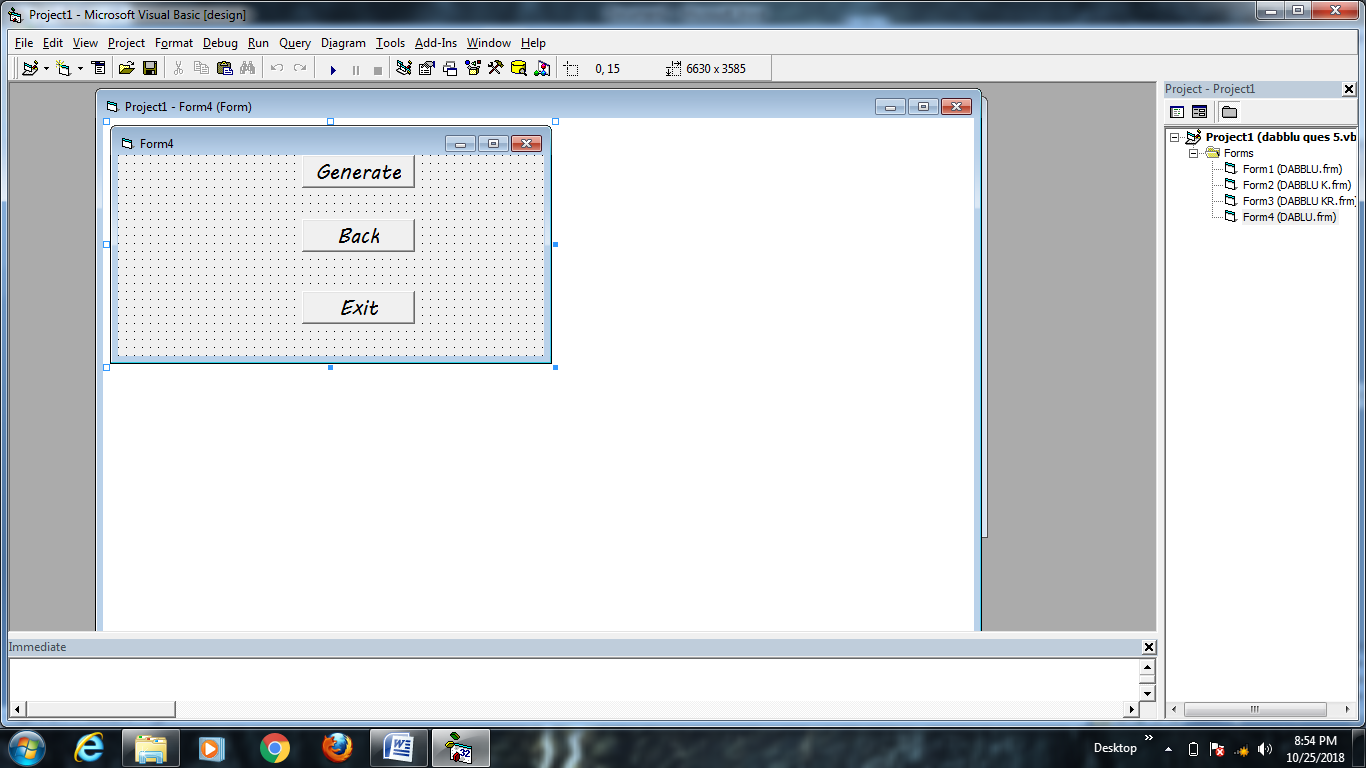 Project1 - Microsoft Visual Basic [design]
File Edit View Project Format Debug Run Query Diagram Tools Add-Ins Window Help
0, 15 6630 x 3585
Project - Project1
Project1 - Form4 (Form)
Form4
Generate
Back
Exit
Project1 (dabblu ques 5.vb
Forms
Form1 (DABBLU.frm)
Form2 (DABBLU K.frm)
Form3 (DABBLU KR.frm)
Form4 (DABLU.frm)
Immediate
32
Desktop
8:54 PM
10/25/2018